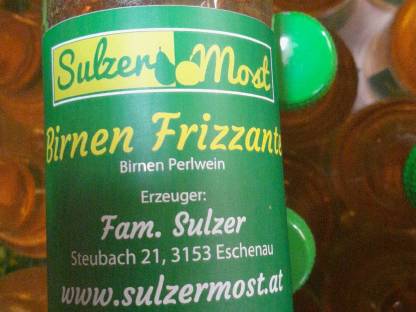 Sulzer Most
Birnen Frizzante
Birnen Perlwein
Erzeuger:
Fam. Sulzer
Steubach 21, 3153 Eschenau
www.sulzermost.at